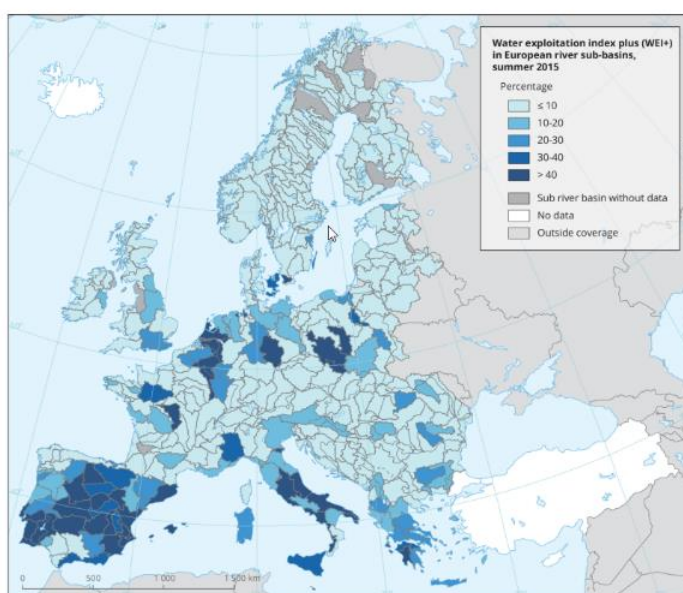 Water exploitation index plus (WEI+)
in European river sub-basins,
summer 2015
Percentage
≤ 10
10-20
20-30
30-40
> 40
Sub river basin without data
No data
Outside coverage
0 500 1 000 1 500 km